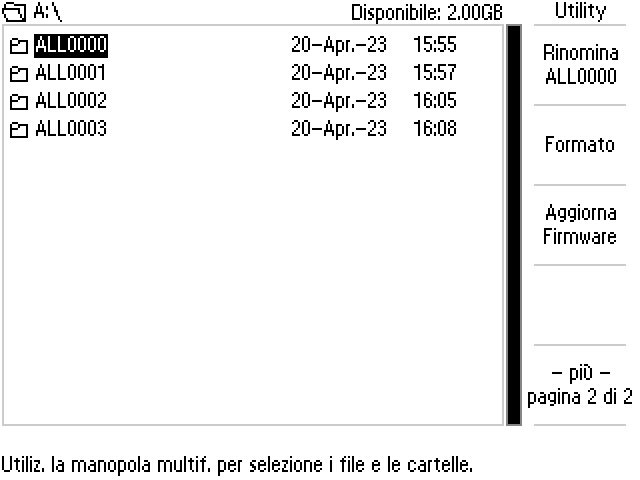 A:\ Disponibile: 2.00GB Utility
ALL0000 20-Apr.-23 15:55
ALL0001 20-Apr.-23 15:57
ALL0002 20-Apr.-23 16:05
ALL0003 20-Apr.-23 16:08
Rinomina
ALL0000
Formato
Aggiorna
Firmware
- più -
pagina 2 di 2
Utiliz. la manopola multif. per selezione i file e le cartelle.